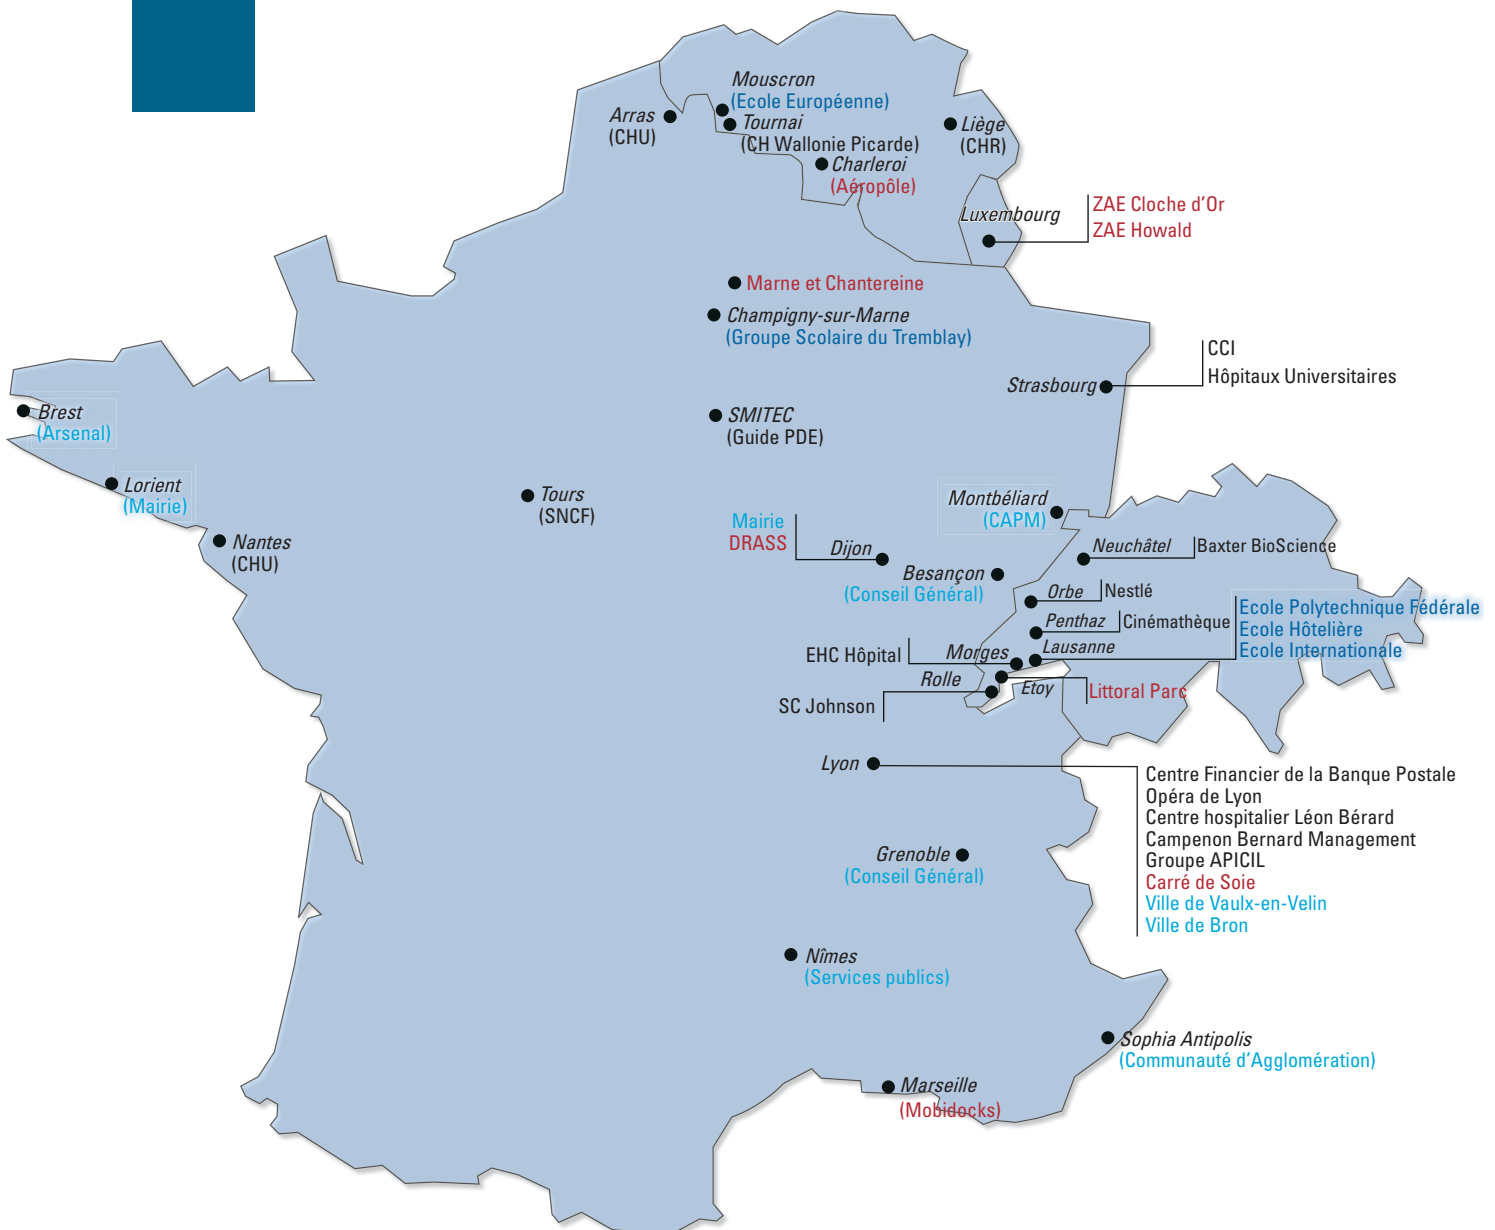 Mouscron
(Ecole Européenne)
Arras
(CHU)
Tournai
(CH Wallonie Picarde)
Liège
(CHR)
Charleroi
(Aéropôle)
Luxembourg
ZAE Cloche d'Or
ZAE Howald
Marne et Chantereine
Champigny-sur-Marne
(Groupe Scolaire du Tremblay)
CCI
Hôpitaux Universitaires
Strasbourg
Brest
(Arsenal)
SMITEC
(Guide PDE)
Lorient
(Mairie)
Tours
(SNCF)
Montbéliard
(CAPM)
Nantes
(CHU)
Mairie
DRASS
Dijon
Neuchâtel
Baxter BioScience
Besançon
(Conseil Général)
Orbe
Nestlé
Penthaz
Cinémathèque
Ecole Polytechnique Fédérale
Ecole Hôtelière
Ecole Internationale
Lausanne
EHC Hôpital
Morges
Rolle
Etoy
Littoral Parc
SC Johnson
Lyon
Centre Financier de la Banque Postale
Opéra de Lyon
Centre hospitalier Léon Bérard
Campenon Bernard Management
Groupe APICIL
Carré de Soie
Ville de Vaulx-en-Velin
Ville de Bron
Grenoble
(Conseil Général)
Nîmes
(Services publics)
Sophia Antipolis
(Communauté d'Agglomération)
Marseille
(Mobidocks)